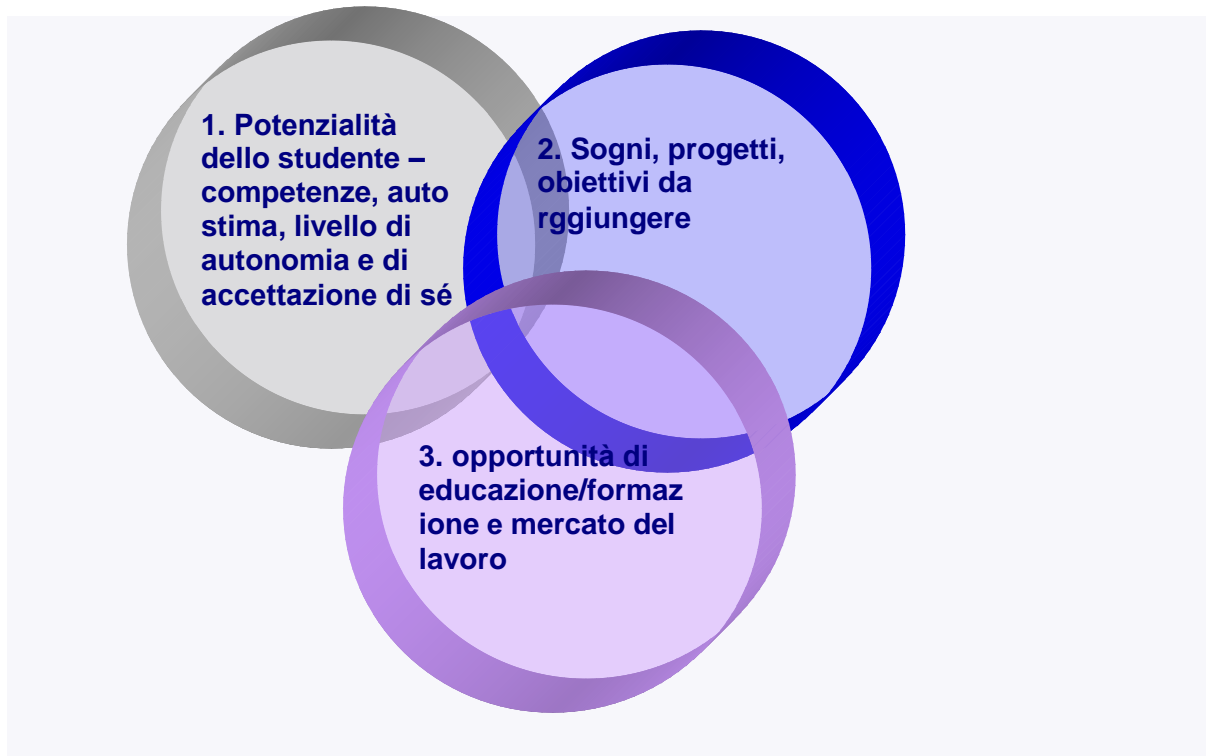 1. Potenzialità
dello studente –
competenze, auto
stima, livello di
autonomia e di
accettazione di sé
2. Sogni, progetti,
obiettivi da
rggiungere
3. opportunità di
educazione/formaz
ione e mercato del
lavoro